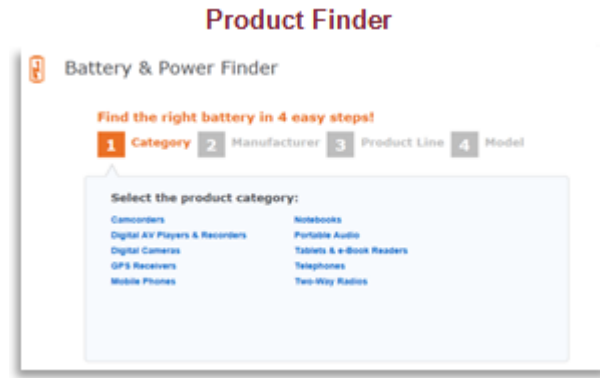 Product Finder
Battery & Power Finder
Find the right battery in 4 easy steps!
1 Category 2 Manufacturer 3 Product Line 4 Model
Select the product category:
Camcorders Notebooks
Digital AV Players & Recorders Portable Audio
Digital Cameras Tablets & e-Book Readers
GPS Receivers Telephones
Mobile Phones Two-Way Radios